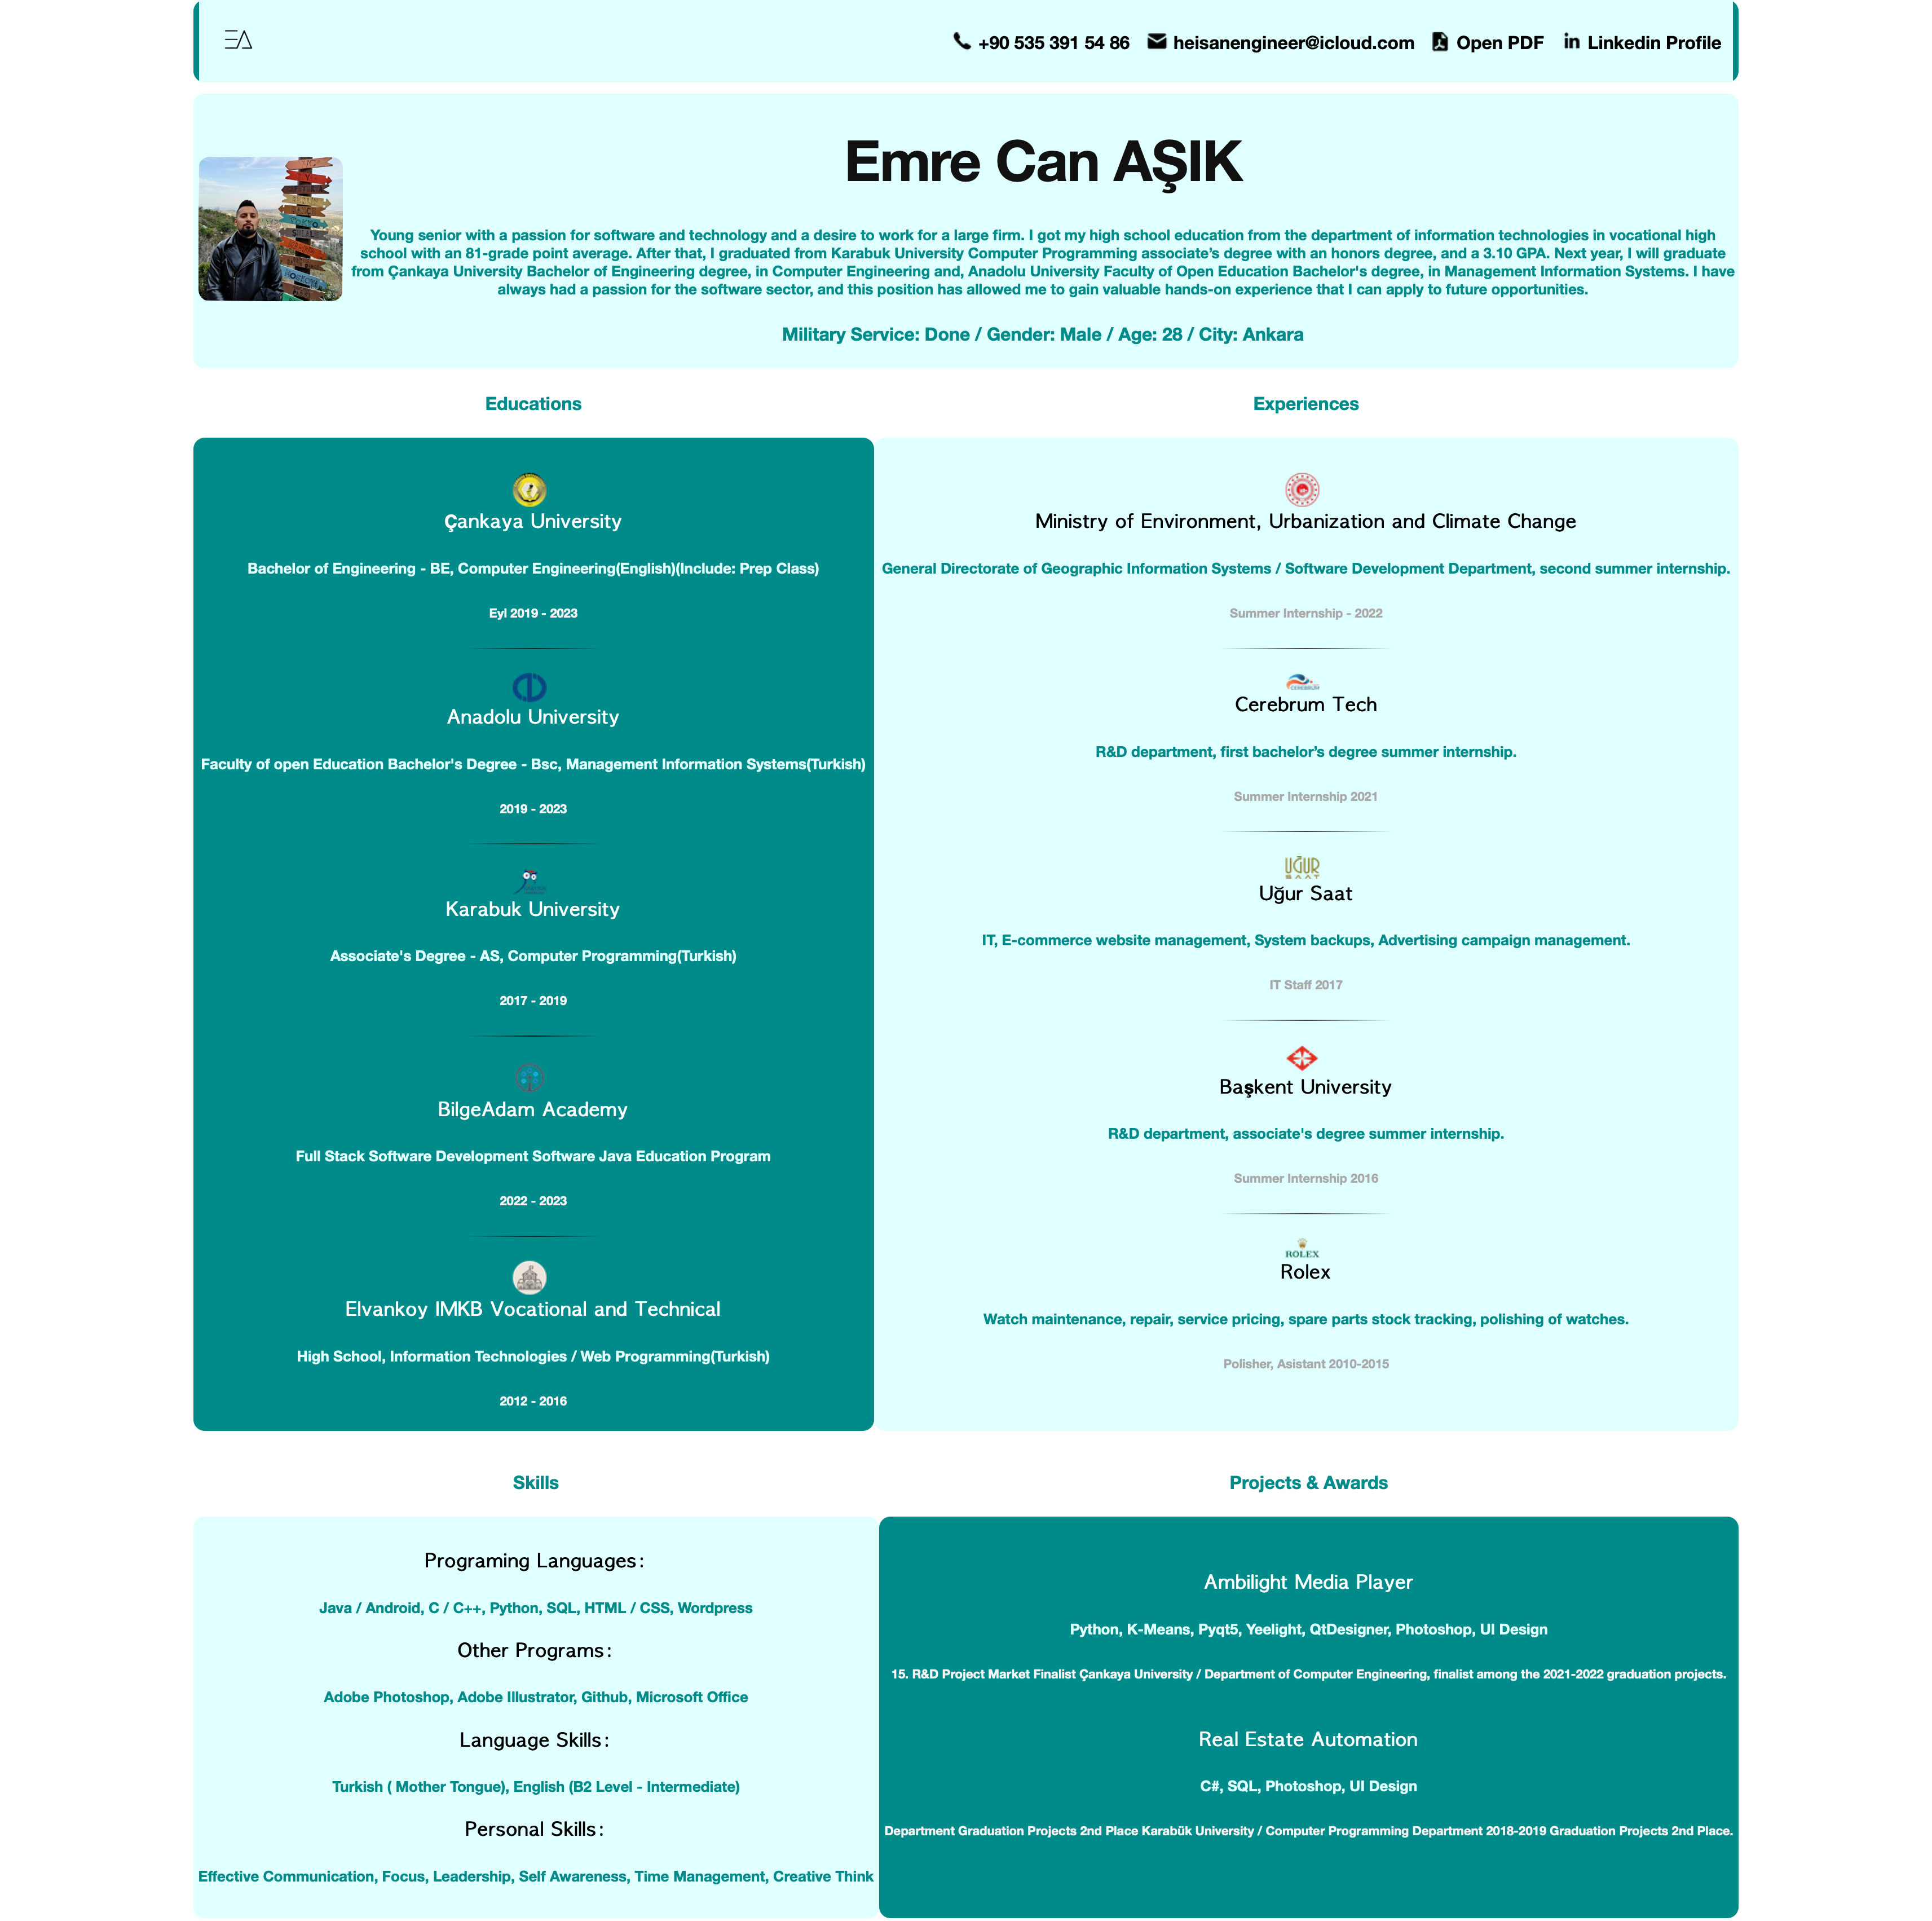 +90 535 391 54 86 heisanengineer@icloud.com Open PDF Linkedin Profile
Emre Can AŞIK
Young senior with a passion for software and technology and a desire to work for a large firm. I got my high school education from the department of information technologies in vocational high
school with an 81-grade point average. After that, I graduated from Karabuk University Computer Programming associate’s degree with an honors degree, and a 3.10 GPA. Next year, I will graduate
from Çankaya University Bachelor of Engineering degree, in Computer Engineering and, Anadolu University Faculty of Open Education Bachelor's degree, in Management Information Systems. I have
always had a passion for the software sector, and this position has allowed me to gain valuable hands-on experience that I can apply to future opportunities.
Military Service: Done / Gender: Male / Age: 28 / City: Ankara
Educations
Çankaya University
Bachelor of Engineering - BE, Computer Engineering(English)(Include: Prep Class)
Eyl 2019 - 2023
Anadolu University
Faculty of open Education Bachelor's Degree - Bsc, Management Information Systems(Turkish)
2019 - 2023
Karabuk University
Associate's Degree - AS, Computer Programming(Turkish)
2017 - 2019
BilgeAdam Academy
Full Stack Software Development Software Java Education Program
2022 - 2023
Elvankoy IMKB Vocational and Technical
High School, Information Technologies / Web Programming(Turkish)
2012 - 2016
Experiences
Ministry of Environment, Urbanization and Climate Change
General Directorate of Geographic Information Systems / Software Development Department, second summer internship.
Summer Internship - 2022
CEREBRUM
Cerebrum Tech
R&D department, first bachelor’s degree summer internship.
Summer Internship 2021
UĞUR
SAAT
Uğur Saat
IT, E-commerce website management, System backups, Advertising campaign management.
IT Staff 2017
Başkent University
R&D department, associate's degree summer internship.
Summer Internship 2016
ROLEX
Rolex
Watch maintenance, repair, service pricing, spare parts stock tracking, polishing of watches.
Polisher, Asistant 2010-2015
Skills
Programing Languages:
Java / Android, C / C++, Python, SQL, HTML / CSS, Wordpress
Other Programs:
Adobe Photoshop, Adobe Illustrator, Github, Microsoft Office
Language Skills:
Turkish ( Mother Tongue), English (B2 Level - Intermediate)
Personal Skills:
Effective Communication, Focus, Leadership, Self Awareness, Time Management, Creative Think
Projects & Awards
Ambilight Media Player
Python, K-Means, Pyqt5, Yeelight, QtDesigner, Photoshop, UI Design
15. R&D Project Market Finalist Çankaya University / Department of Computer Engineering, finalist among the 2021-2022 graduation projects.
Real Estate Automation
C#, SQL, Photoshop, UI Design
Department Graduation Projects 2nd Place Karabük University / Computer Programming Department 2018-2019 Graduation Projects 2nd Place.